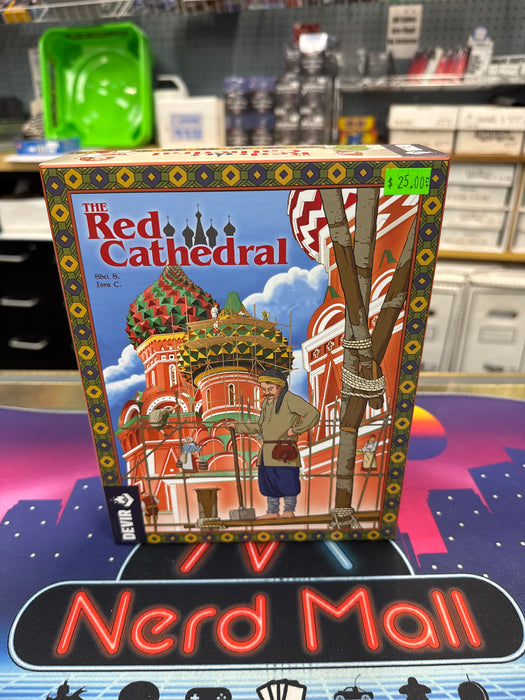 THE
Red
Cathedral
Shei S.
Isra C.
$ 25.00
DEVIR
Nerd Mall